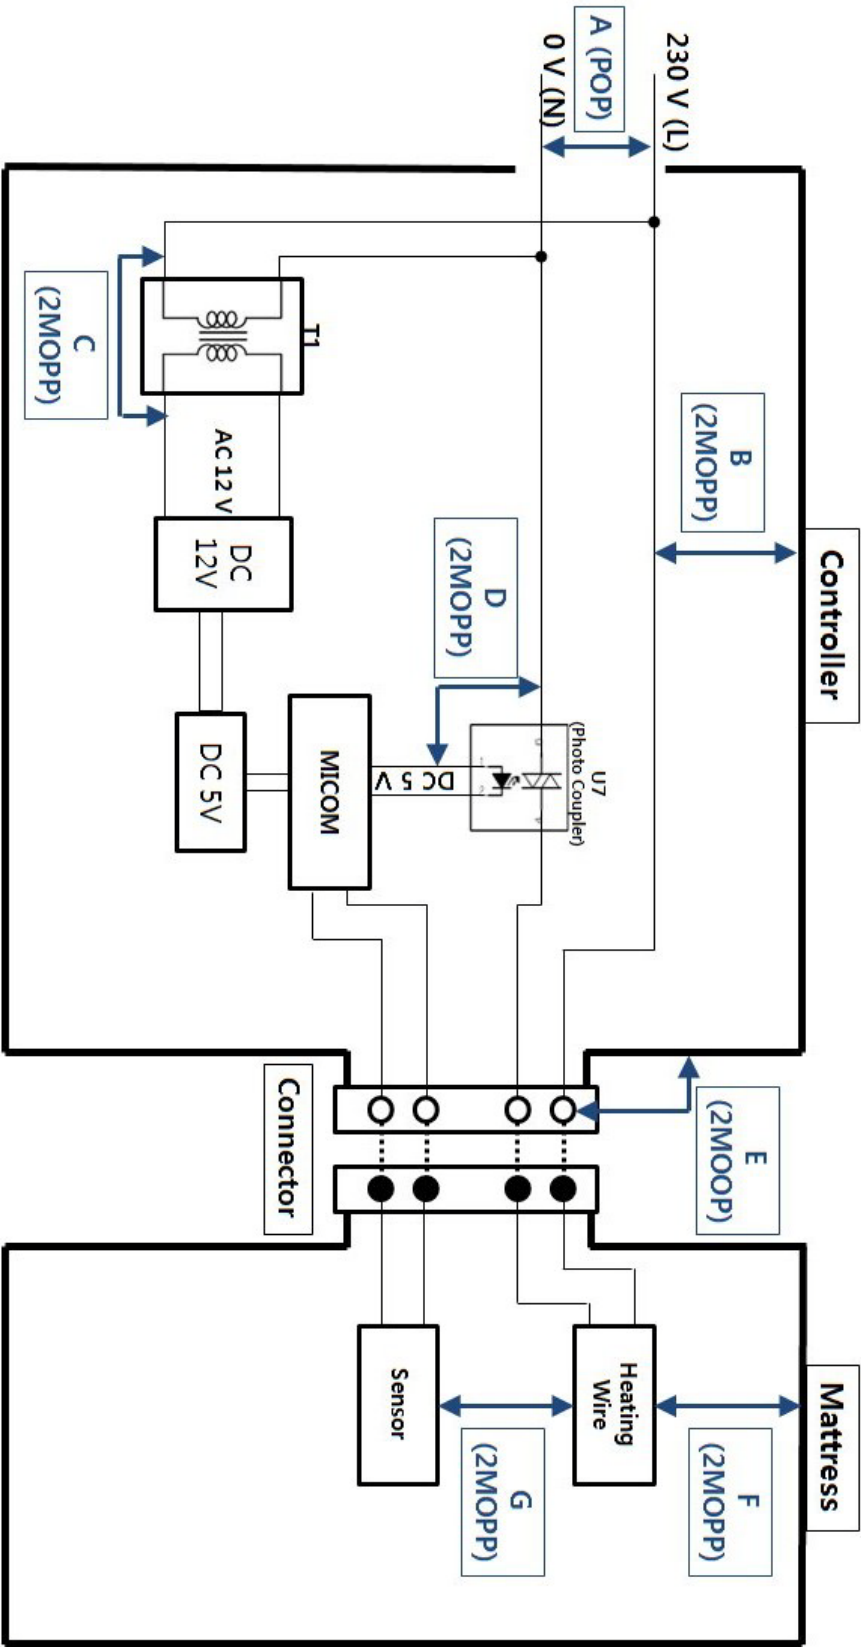 Controller
Mattress
230 V (L)
A (POP)
0 V (N)
B
(2MOPP)
E
(2MOOP)
F
(2MOPP)
U7
(Photo Coupler)
Heating
Wire
D
(2MOPP)
G
(2MOPP)
DC 5 V
Sensor
T1
MICOM
Connector
AC 12 V
DC
12V
DC 5V
C
(2MOPP)